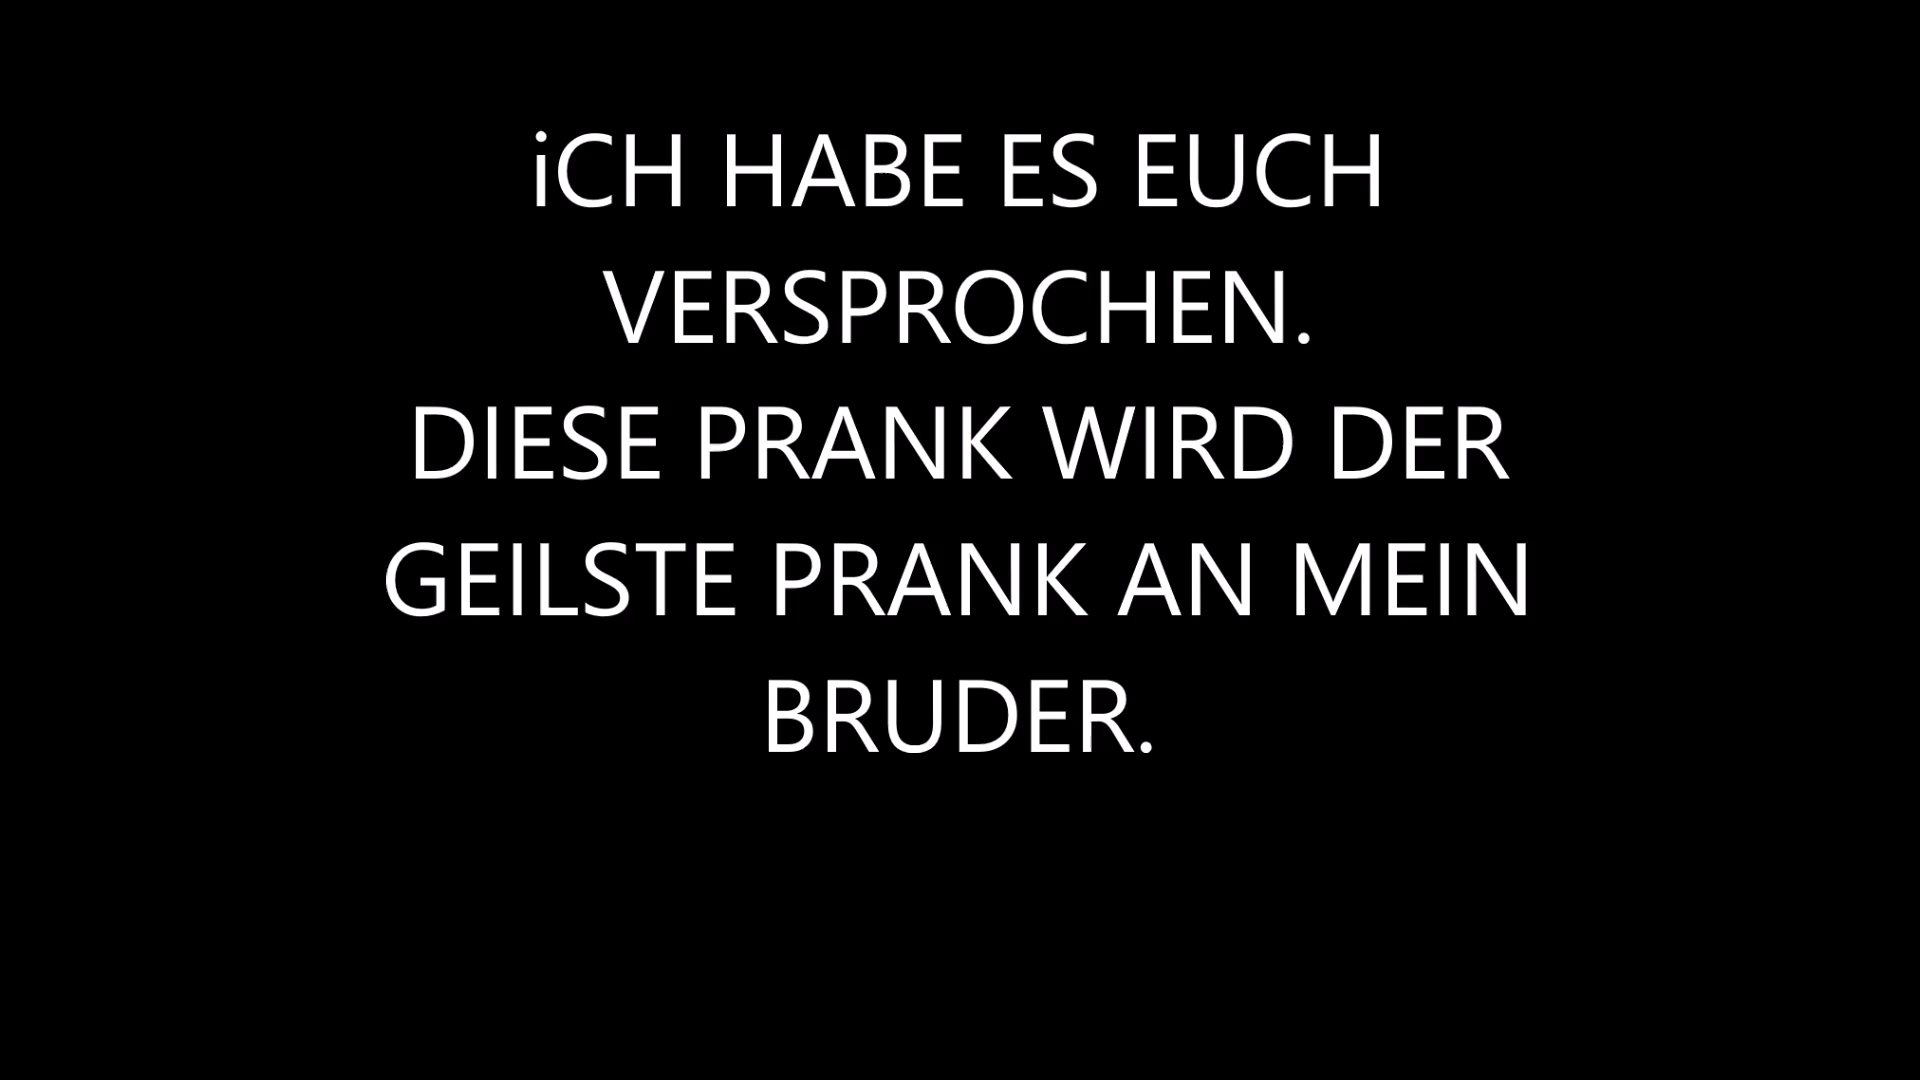 iCH HABE ES EUCH
VERSPROCHEN.
DIESE PRANK WIRD DER
GEILSTE PRANK AN MEIN
BRUDER.